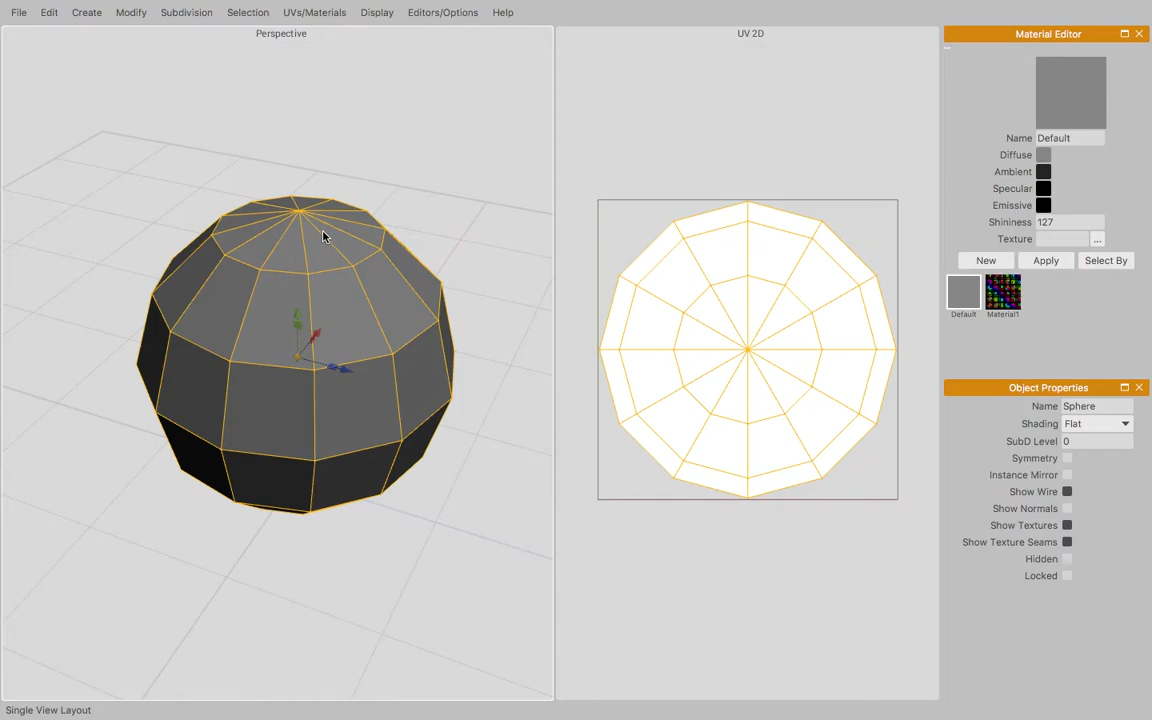 File Edit Create Modify Subdivision Selection UVs/Materials Display Editors/Options Help
Perspective
UV 2D
Material Editor
Name Default
Diffuse
Ambient
Specular
Emissive
Shininess 127
Texture ...
New Apply Select By
Default Material1
Object Properties
Name Sphere
Shading Flat
SubD Level 0
Symmetry
Instance Mirror
Show Wire
Show Normals
Show Textures
Show Texture Seams
Hidden
Locked
Single View Layout